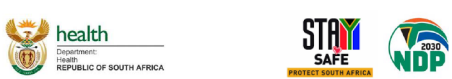 health
Department:
Health
REPUBLIC OF SOUTH AFRICA
STAY
SAFE
PROTECT SOUTH AFRICA
2030
NDP